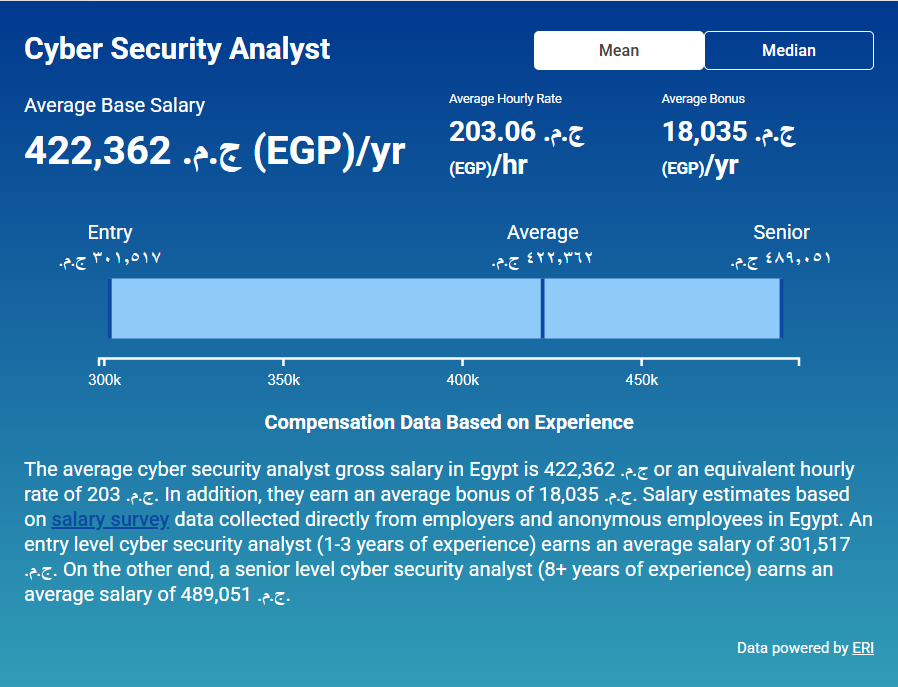 Cyber Security Analyst
Mean
Median
Average Base Salary
422,362 ج.م. (EGP)/yr
Average Hourly Rate
203.06 ج.م.
(EGP)/hr
Average Bonus
18,035 ج.م.
(EGP)/yr
Entry
٣٠١,٥١٧ ج.م.
Average
٤٢٢,٣٦٢ ج.م.
Senior
٤٨٩,٠٥١ ج.م.
300k
350k
400k
450k
Compensation Data Based on Experience
The average cyber security analyst gross salary in Egypt is 422,362 ج.م. or an equivalent hourly
rate of 203 ج.م.. In addition, they earn an average bonus of 18,035 ج.م.. Salary estimates based
on salary survey data collected directly from employers and anonymous employees in Egypt. An
entry level cyber security analyst (1-3 years of experience) earns an average salary of 301,517
ج.م.. On the other end, a senior level cyber security analyst (8+ years of experience) earns an
average salary of 489,051 ج.م..
Data powered by ERI